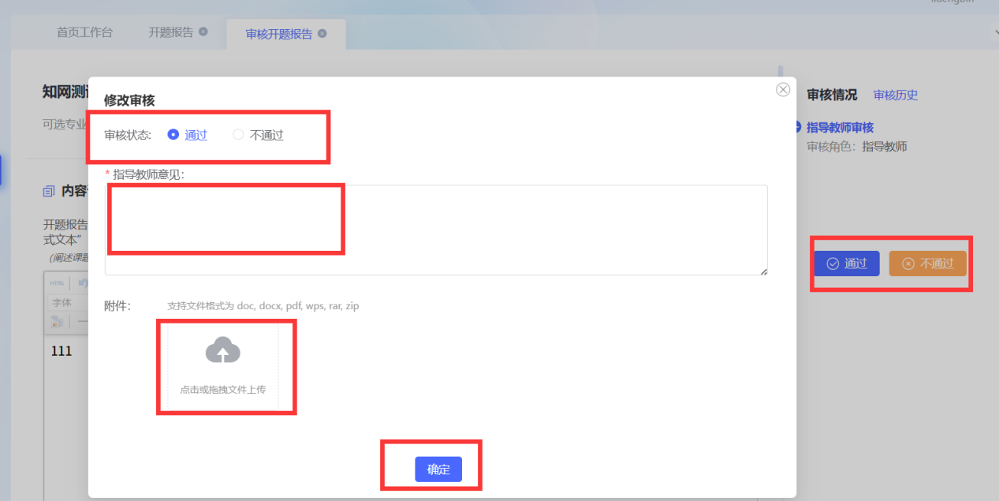 首页工作台
开题报告
审核开题报告
知网测
可选专业
修改审核
审核状态: 通过 不通过
* 指导教师意见:
内容
开题报告
式文本”
(阐述课题
HTML
字体
111
附件: 支持文件格式为 doc, docx, pdf, wps, rar, zip
点击或拖拽文件上传
确定
审核情况 审核历史
指导教师审核
审核角色: 指导教师
通过 不通过